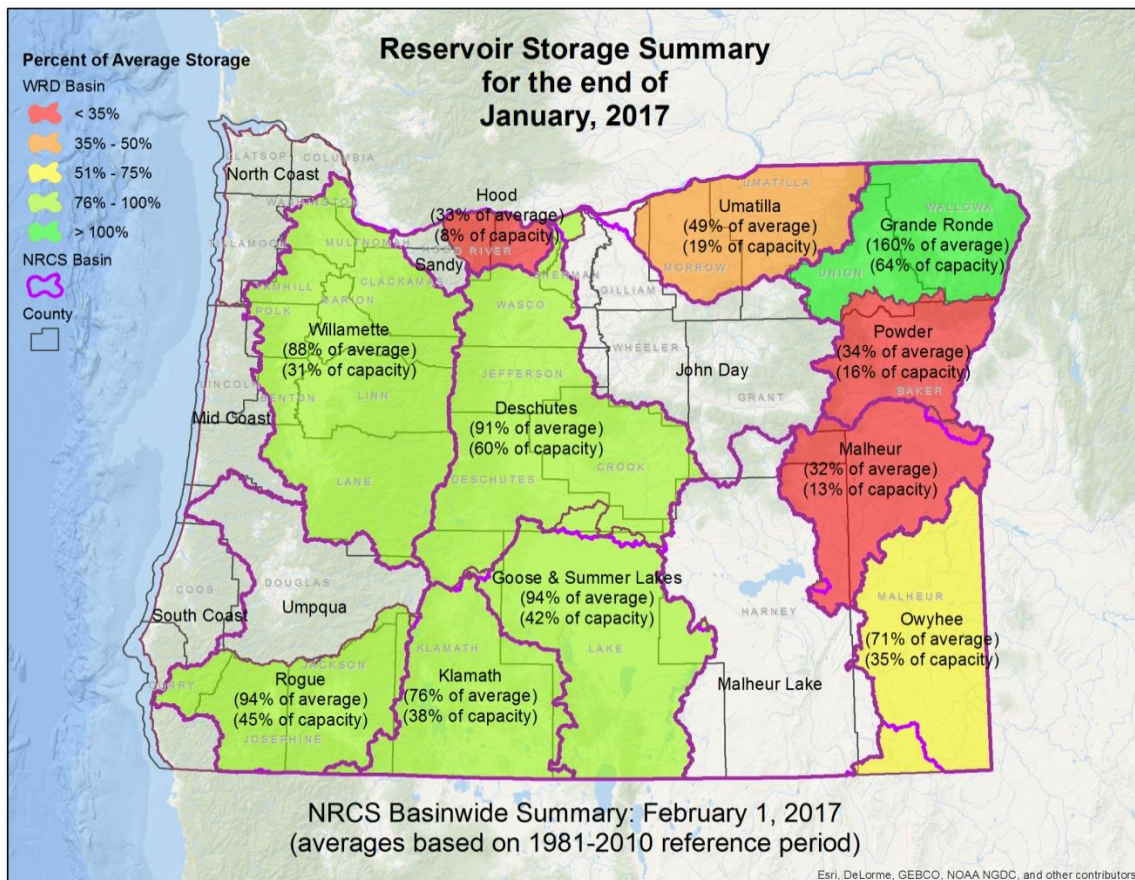 Reservoir Storage Summary
for the end of
January, 2017
Percent of Average Storage
WRD Basin
< 35%
35% - 50%
51% - 75%
76% - 100%
> 100%
NRCS Basin
County
CLATSOP
COLUMBIA
North Coast
WASHINGTON
TILLAMOOK
MULTNOMAH
Hood
(33% of average)
(8% of capacity)
HOOD RIVER
Sandy
CLACKAMAS
YAMHILL
MARION
POLK
Willamette
(88% of average)
(31% of capacity)
LINCOLN
BENTON
LINN
Mid Coast
LANE
SHERMAN
WASCO
GILLIAM
JEFFERSON
WHEELER
Deschutes
(91% of average)
(60% of capacity)
CROOK
DESCHUTES
UMATILLA
Umatilla
(49% of average)
(19% of capacity)
MORROW
WALLOWA
Grande Ronde
(160% of average)
(64% of capacity)
UNION
John Day
GRANT
Powder
(34% of average)
(16% of capacity)
BAKER
Malheur
(32% of average)
(13% of capacity)
MALHEUR
Owyhee
(71% of average)
(35% of capacity)
HARNEY
Malheur Lake
Goose & Summer Lakes
(94% of average)
(42% of capacity)
LAKE
COOS
DOUGLAS
South Coast
Umpqua
JACKSON
KLAMATH
CURRY
Rogue
(94% of average)
(45% of capacity)
JOSEPHINE
Klamath
(76% of average)
(38% of capacity)
NRCS Basinwide Summary: February 1, 2017
(averages based on 1981-2010 reference period)
Esri, DeLorme, GEBCO, NOAA NGDC, and other contributors